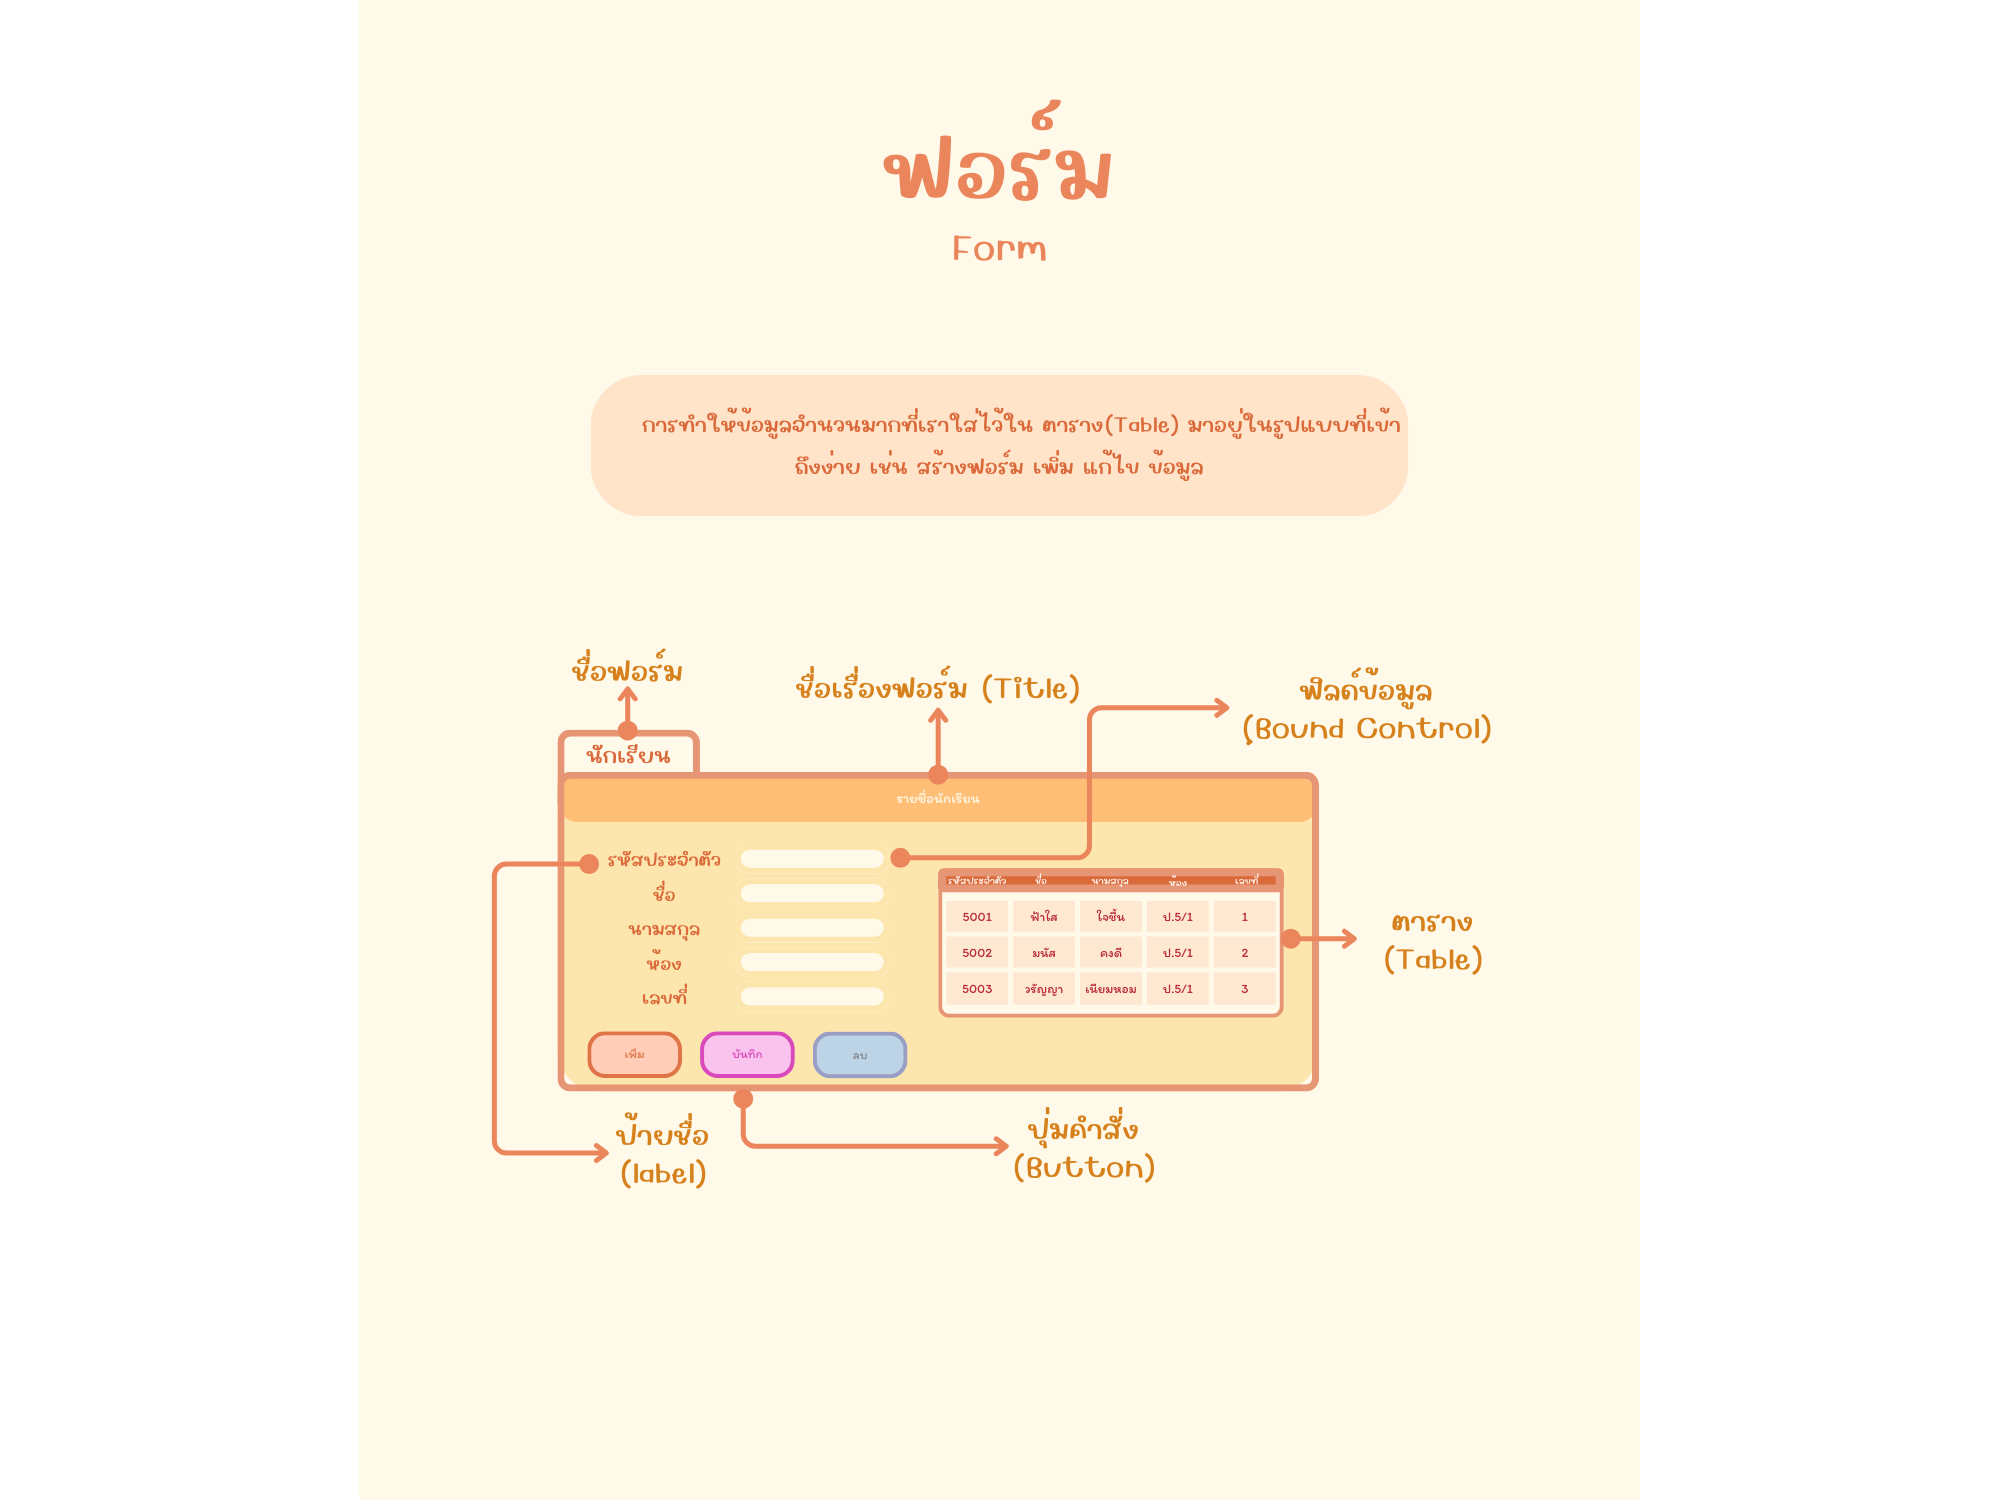 ฟอร์ม
Form
การทำให้ข้อมูลจำนวนมากที่เราใส่ไว้ใน ตาราง(Table) มาอยู่ในรูปแบบที่เข้า
ถึงง่าย เช่น สร้างฟอร์ม เพิ่ม แก้ไข ข้อมูล
ชื่อฟอร์ม
ชื่อเรื่องฟอร์ม (Title)
ฟิลด์ข้อมูล
(Bound Control)
นักเรียน
รายชื่อนักเรียน
รหัสประจำตัว
ชื่อ
นามสกุล
ห้อง
เลขที่
รหัสประจำตัว ชื่อ นามสกุล ห้อง เลขที่
5001 ฟ้าใส ใจชื้น ป.5/1 1
5002 มนัส คงดี ป.5/1 2
5003 วรัญญา เนียมหอม ป.5/1 3
ตาราง
(Table)
เพิ่ม บันทึก ลบ
ป้ายชื่อ
(label)
ปุ่มคำสั่ง
(Button)